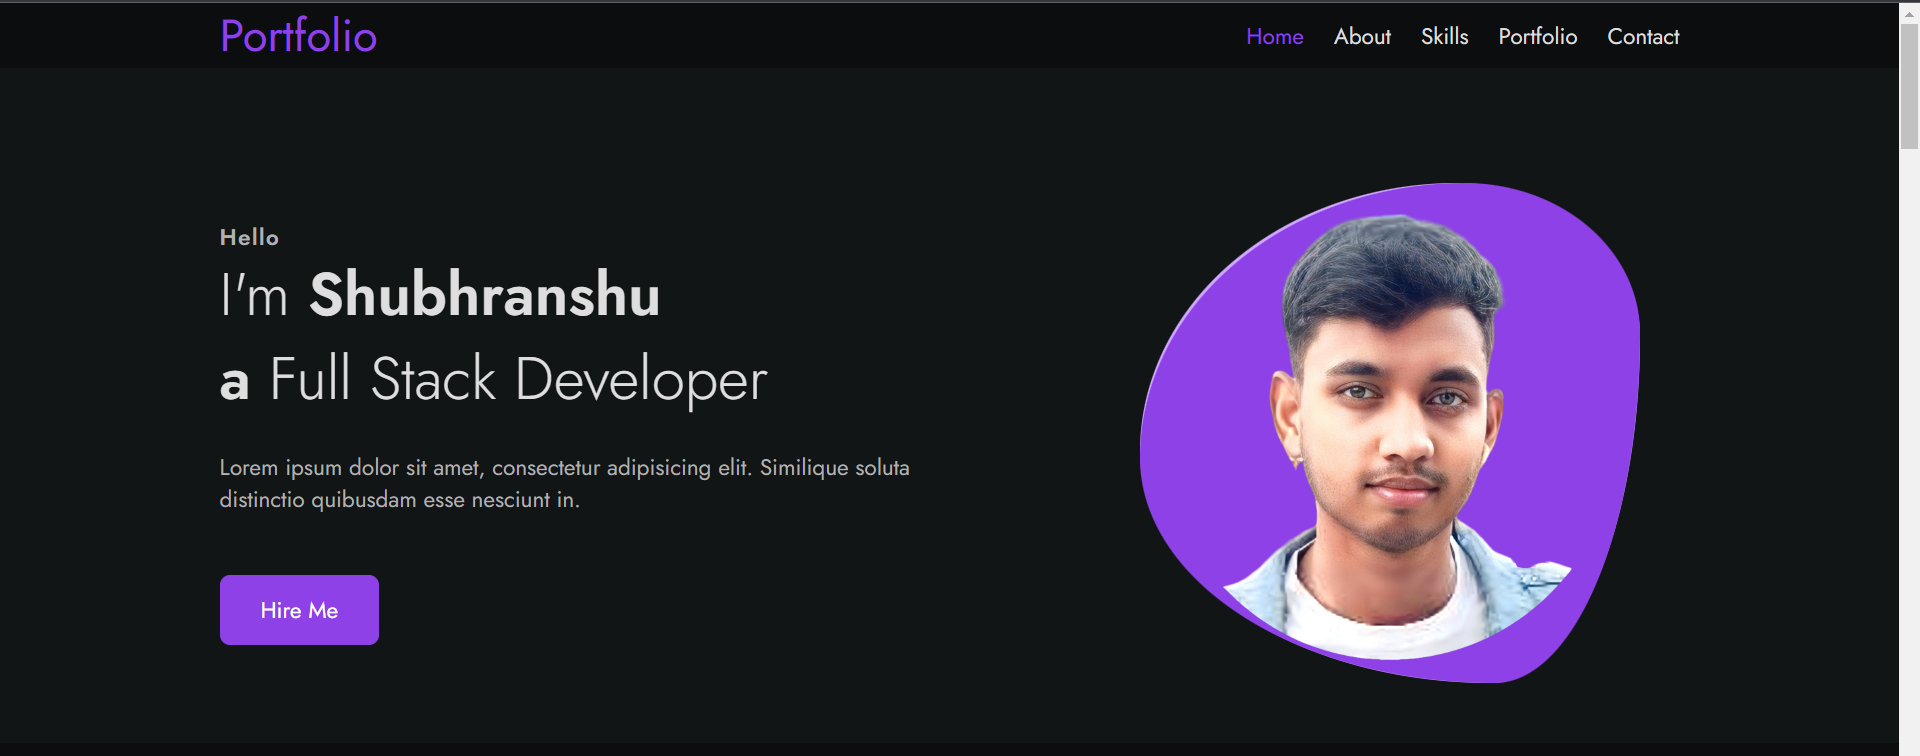 Portfolio
Home About Skills Portfolio Contact
Hello
I'm Shubhranshu
a Full Stack Developer
Lorem ipsum dolor sit amet, consectetur adipisicing elit. Similique soluta
distinctio quibusdam esse nesciunt in.
Hire Me